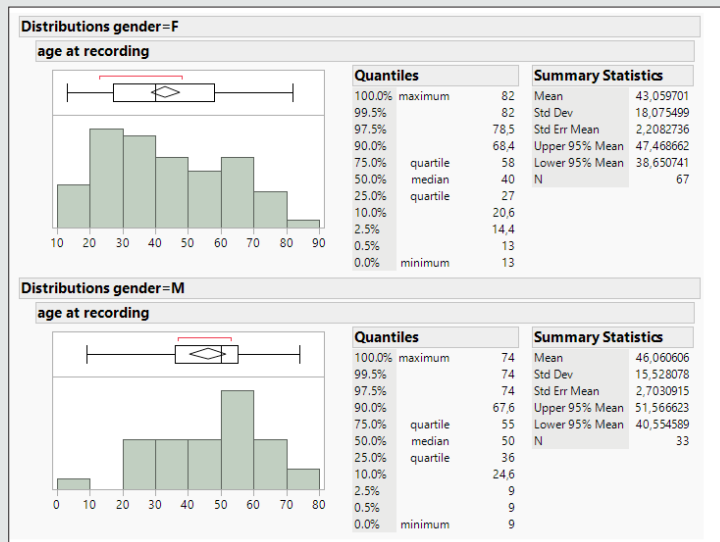 Distributions gender=F
age at recording
10 20 30 40 50 60 70 80 90
Quantiles
100.0% maximum 82
99.5% 82
97.5% 78,5
90.0% 68,4
75.0% quartile 58
50.0% median 40
25.0% quartile 27
10.0% 20,6
2.5% 14,4
0.5% 13
0.0% minimum 13
Summary Statistics
Mean 43,059701
Std Dev 18,075499
Std Err Mean 2,2082736
Upper 95% Mean 47,468662
Lower 95% Mean 38,650741
N 67
Distributions gender=M
age at recording
0 10 20 30 40 50 60 70 80
Quantiles
100.0% maximum 74
99.5% 74
97.5% 74
90.0% 67,6
75.0% quartile 55
50.0% median 50
25.0% quartile 36
10.0% 24,6
2.5% 9
0.5% 9
0.0% minimum 9
Summary Statistics
Mean 46,060606
Std Dev 15,528078
Std Err Mean 2,7030915
Upper 95% Mean 51,566623
Lower 95% Mean 40,554589
N 33